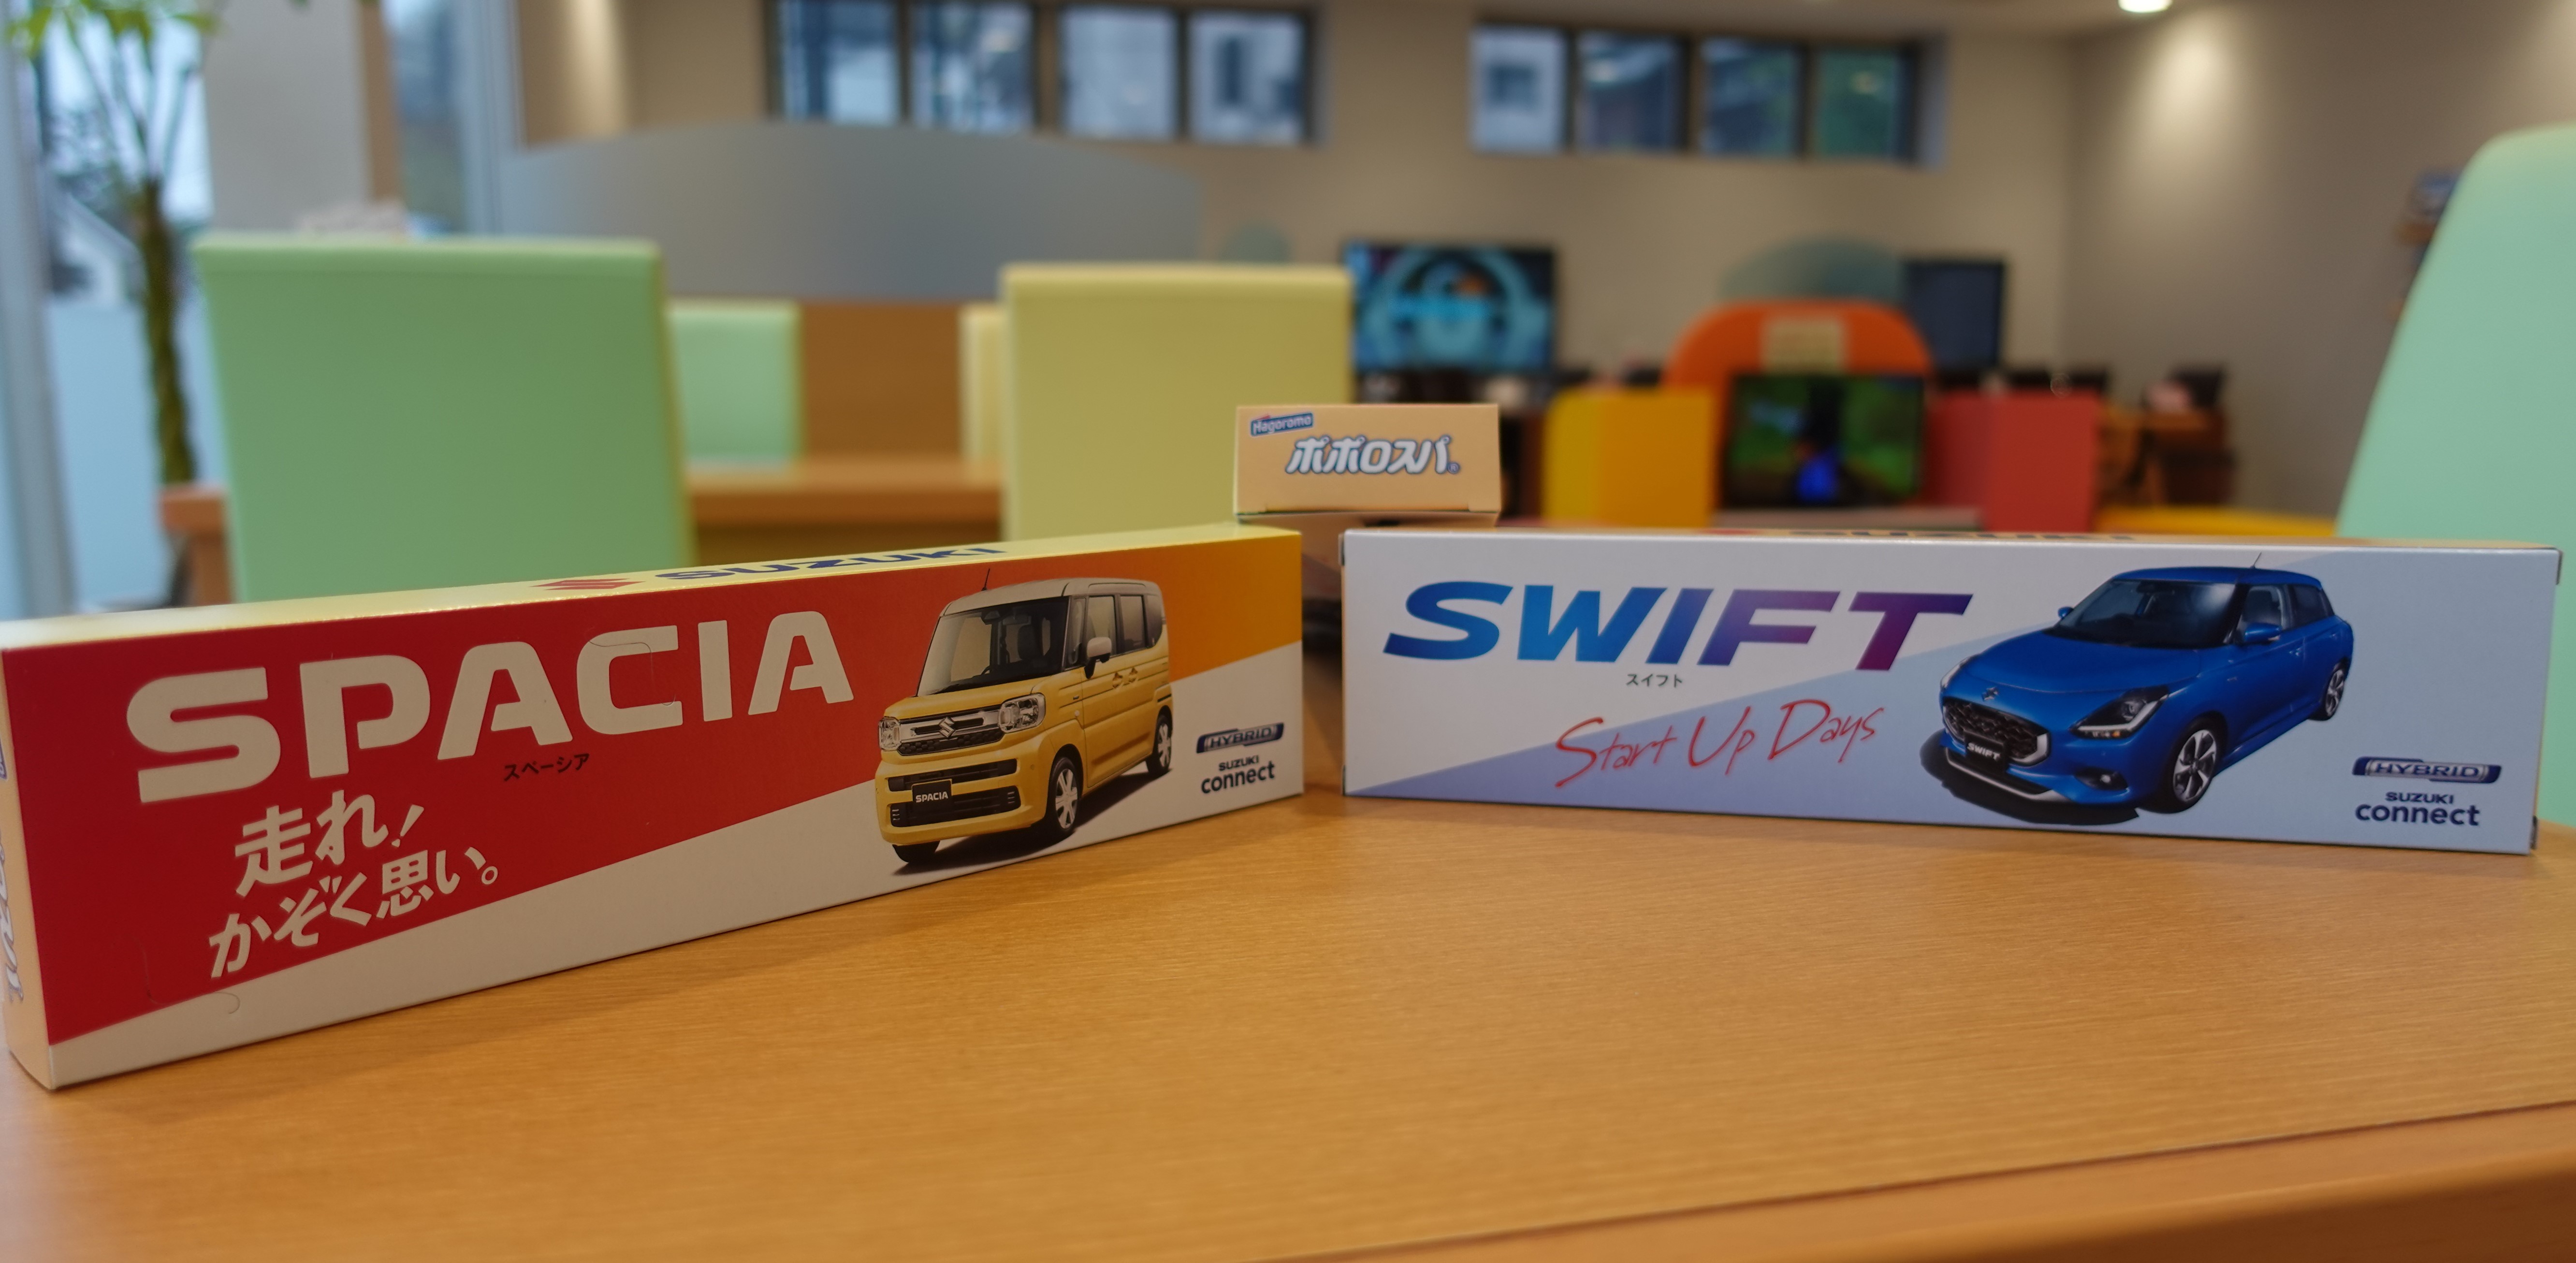 Hagoromo
ポポロスパ®
SUZUKI
SPACIA
スペーシア
走れ！
かぞく思い。
SPACIA
HYBRID
SUZUKI
connect
SWIFT
スイフト
Start Up Days
SWIFT
HYBRID
SUZUKI
connect